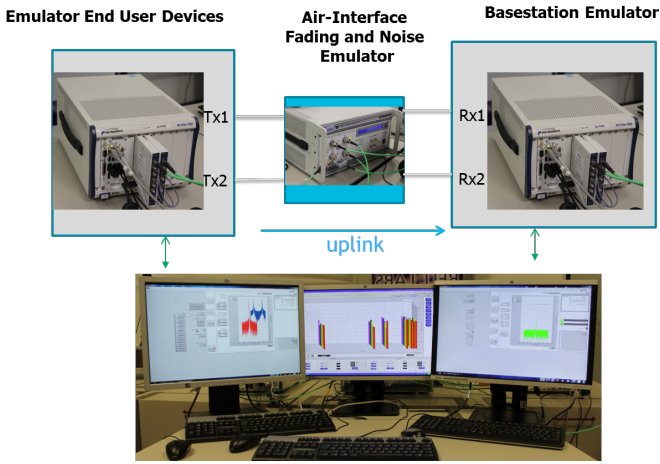 Emulator End User Devices
Air-Interface
Fading and Noise
Emulator
Basestation Emulator
Tx1
Rx1
Tx2
Rx2
uplink